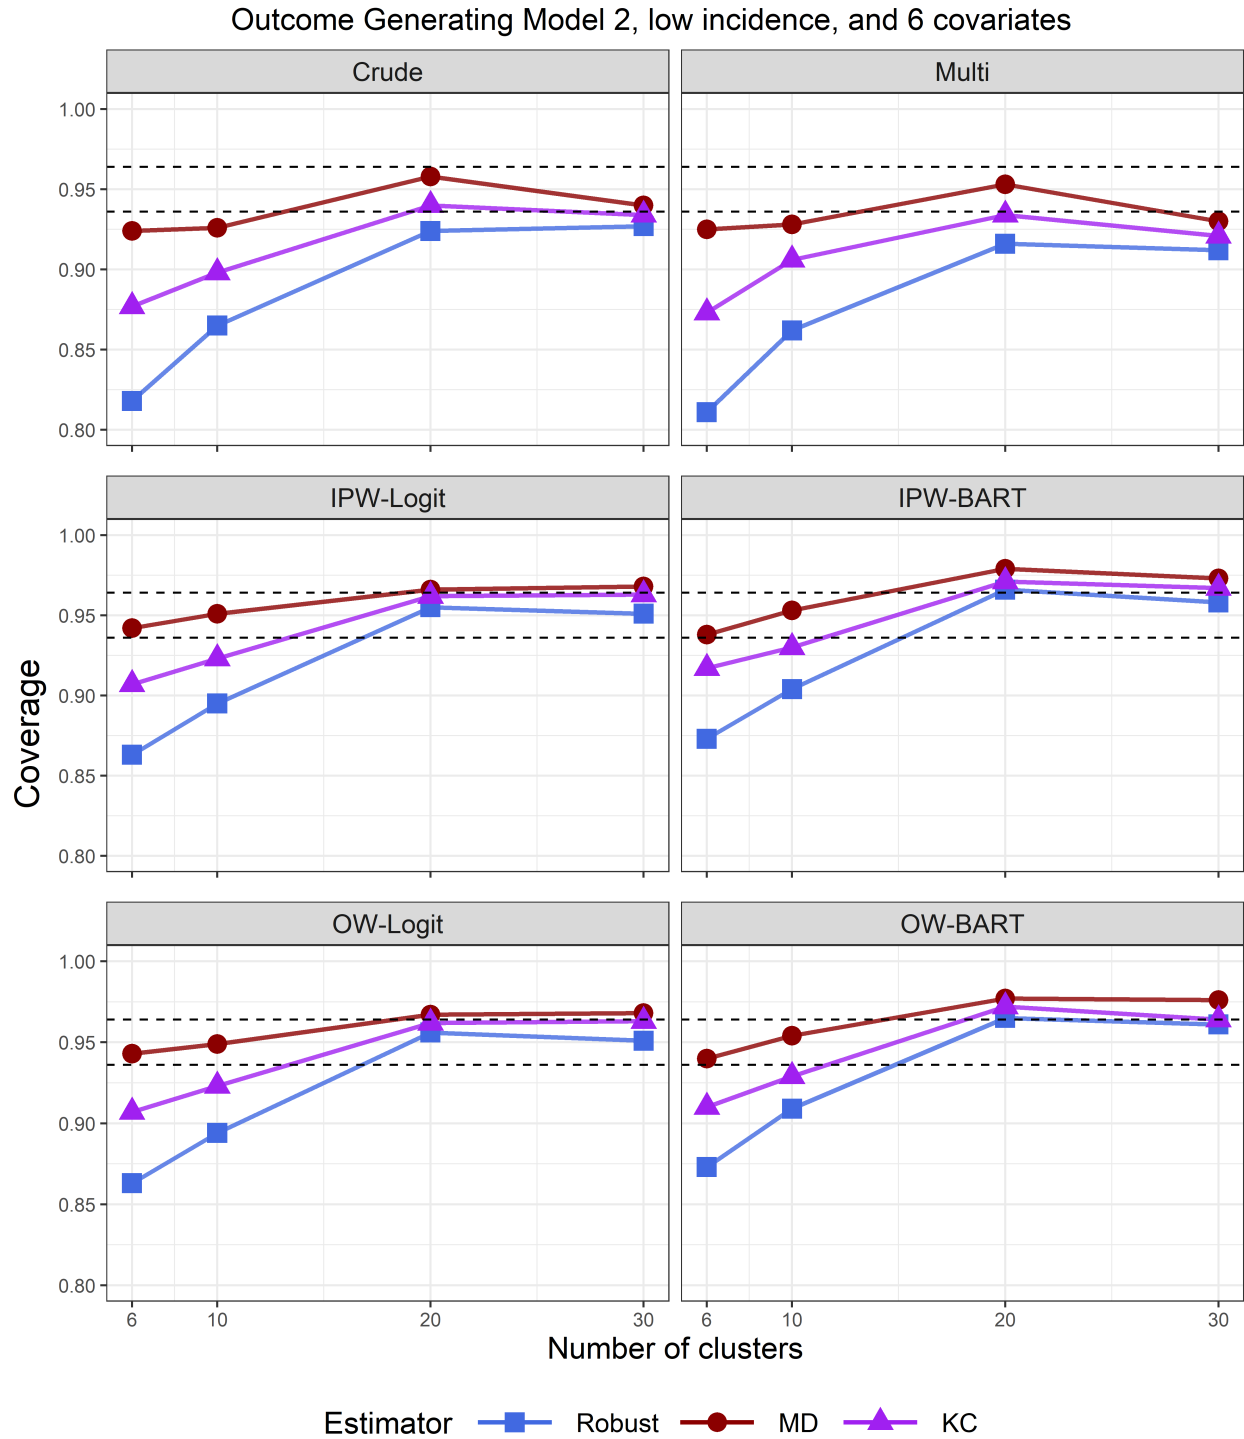 Outcome Generating Model 2, low incidence, and 6 covariates
Crude
Multi
1.00
0.95
0.90
0.85
0.80
IPW-Logit
IPW-BART
1.00
0.95
0.90
0.85
0.80
Coverage
OW-Logit
OW-BART
1.00
0.95
0.90
0.85
0.80
6 10 20 30
6 10 20 30
Number of clusters
Estimator Robust MD KC